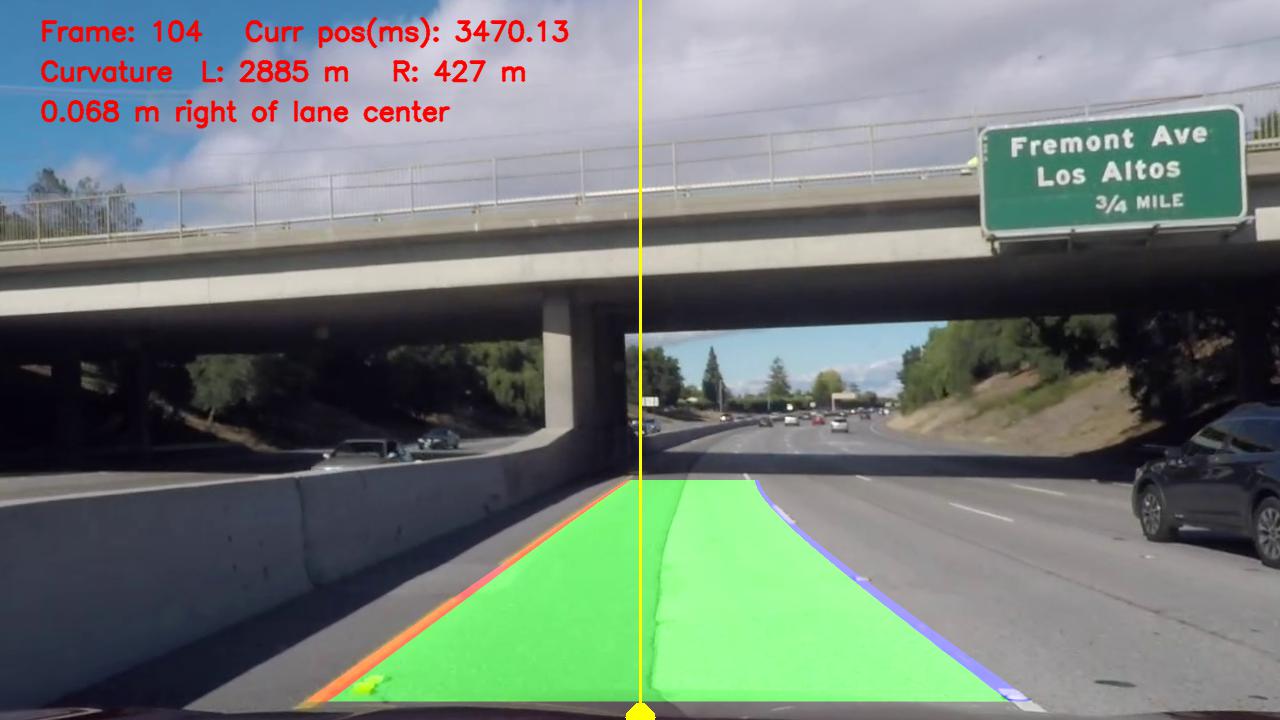 Frame: 104 Curr pos(ms): 3470.13
Curvature L: 2885 m R: 427 m
0.068 m right of lane center
Fremont Ave
Los Altos
3/4 MILE